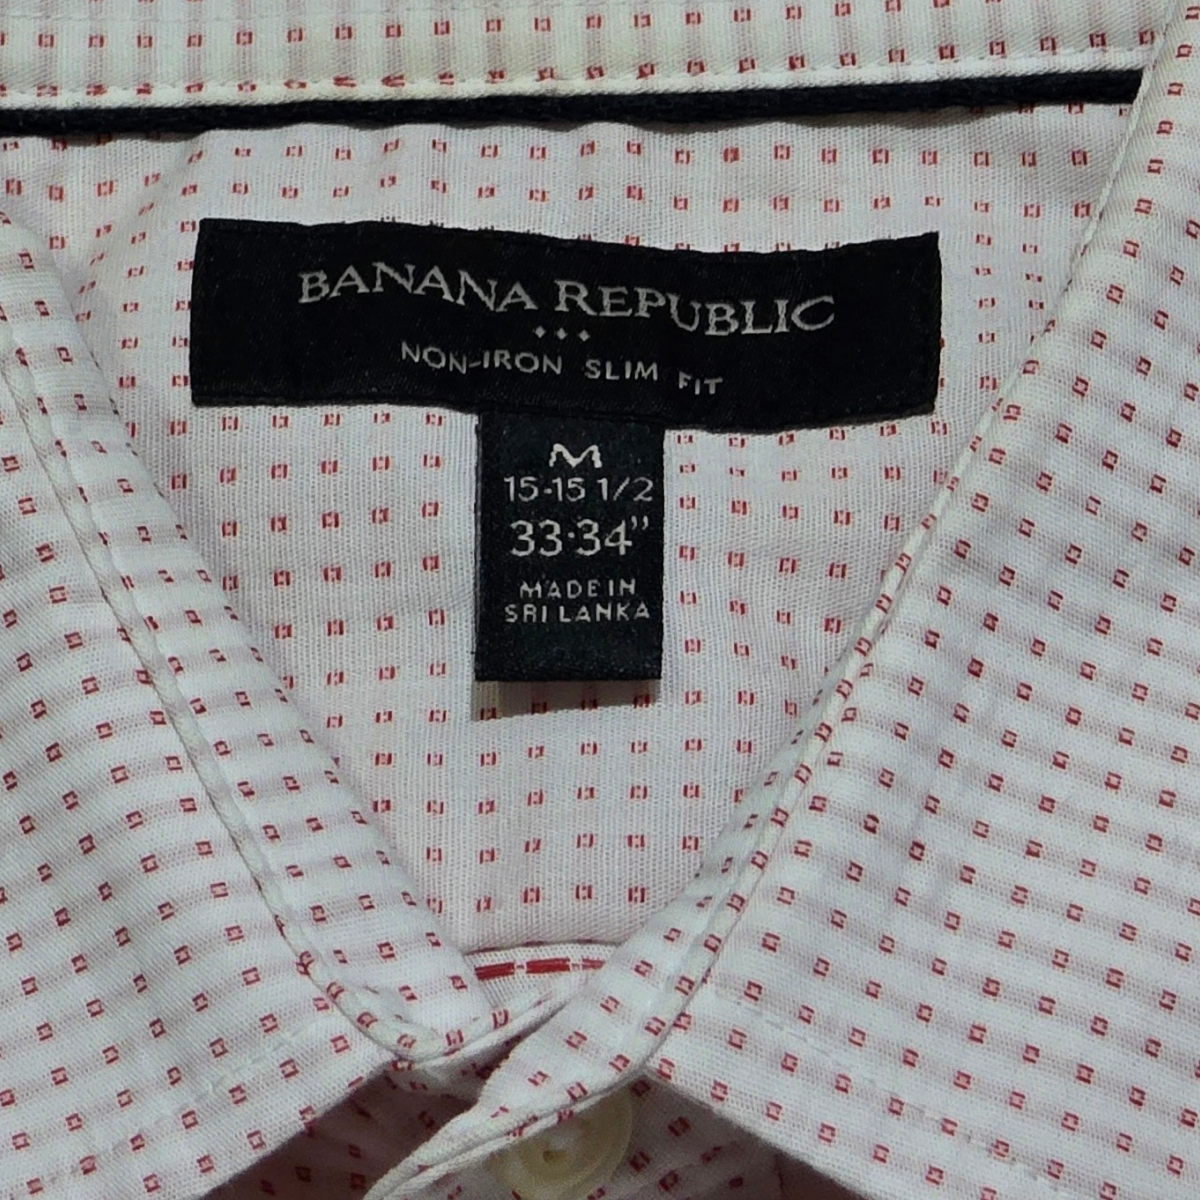 BANANA REPUBLIC
NON-IRON SLIM FIT
M
15-15 1/2
33·34"
MADE IN
SRI LANKA